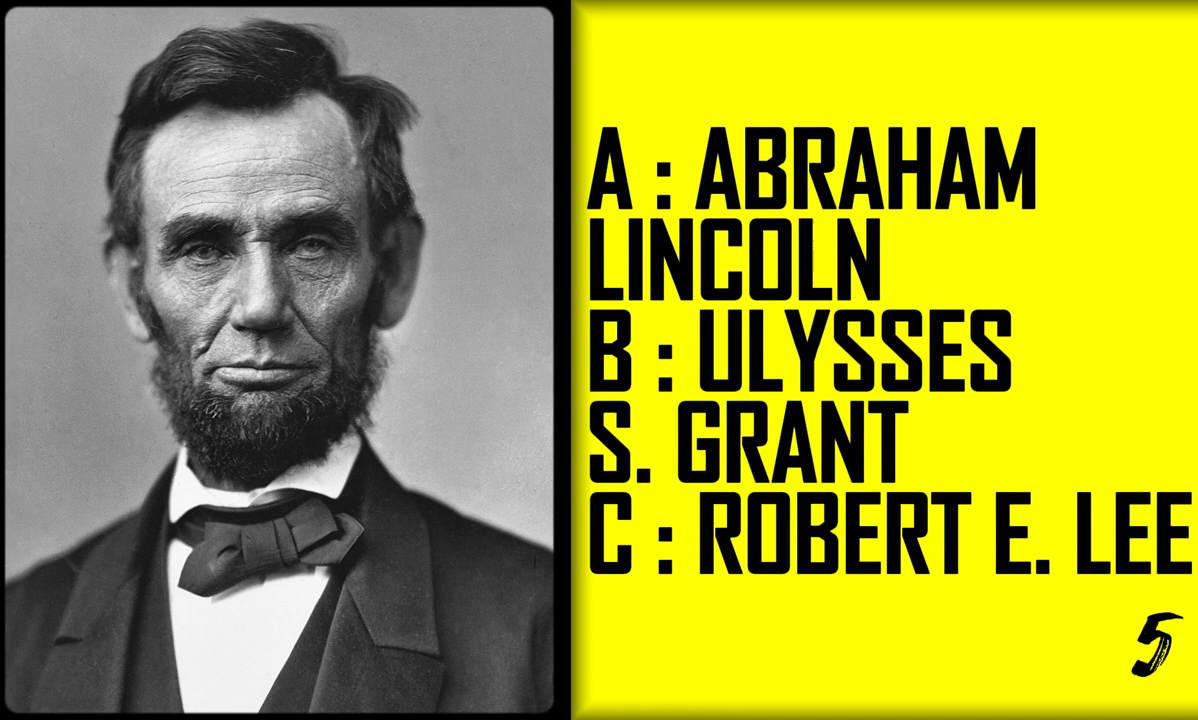 A : ABRAHAM
LINCOLN
B : ULYSSES
S. GRANT
C : ROBERT E. LEE
5